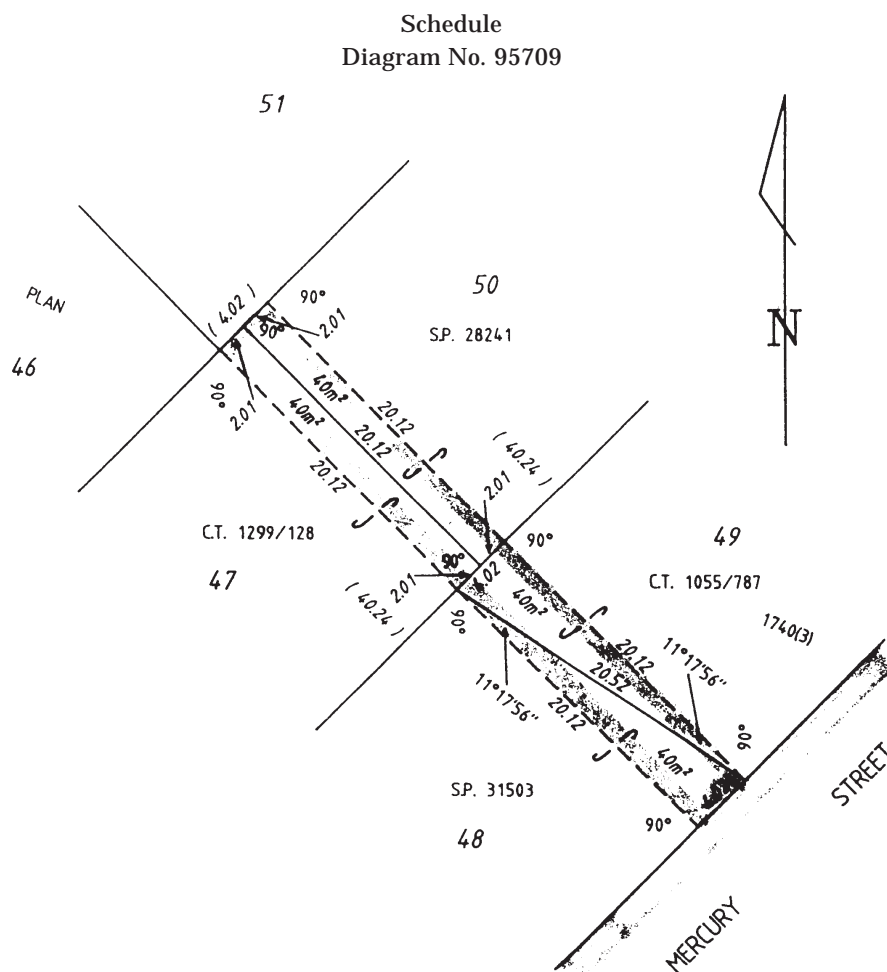 Schedule
Diagram No. 95709
51
PLAN
46
( 4.02 )
90°
90°
2.01
50
S.P. 28241
90°
2.01
40m²
40m²
20.12
20.12
20.12
( 40.24 )
2.01
N
C.T. 1299/128
47
90°
2.01
4.02
90°
49
C.T. 1055/787
1740(3)
( 40.24 )
90°
40m²
20.12
11°17'56"
20.52
11°17'56"
20.12
90°
40m²
S.P. 31503
48
90°
STREET
MERCURY